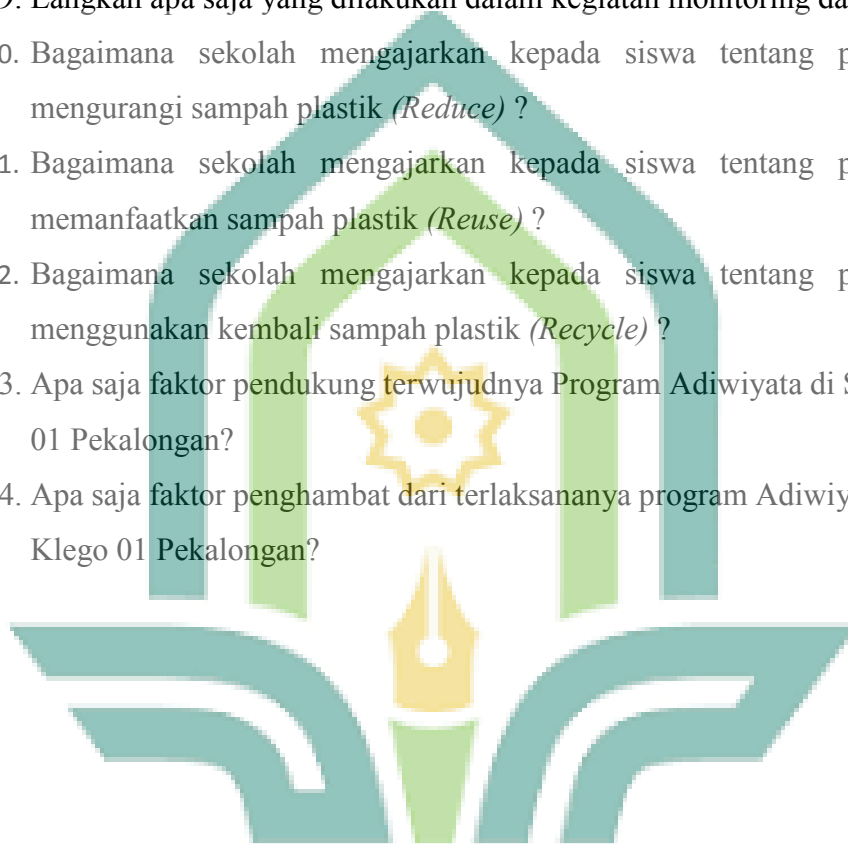 9. Langkah apa saja yang dilakukan dalam kegiatan monitoring
0. Bagaimana sekolah mengajarkan kepada siswa tentang
mengurangi sampah plastik (Reduce) ?
1. Bagaimana sekolah mengajarkan kepada siswa tentang
memanfaatkan sampah plastik (Reuse) ?
2. Bagaimana sekolah mengajarkan kepada siswa tentang
menggunakan kembali sampah plastik (Recycle) ?
3. Apa saja faktor pendukung terwujudnya Program Adiwiyata di
01 Pekalongan?
4. Apa saja faktor penghambat dari terlaksananya program
Klego 01 Pekalongan?